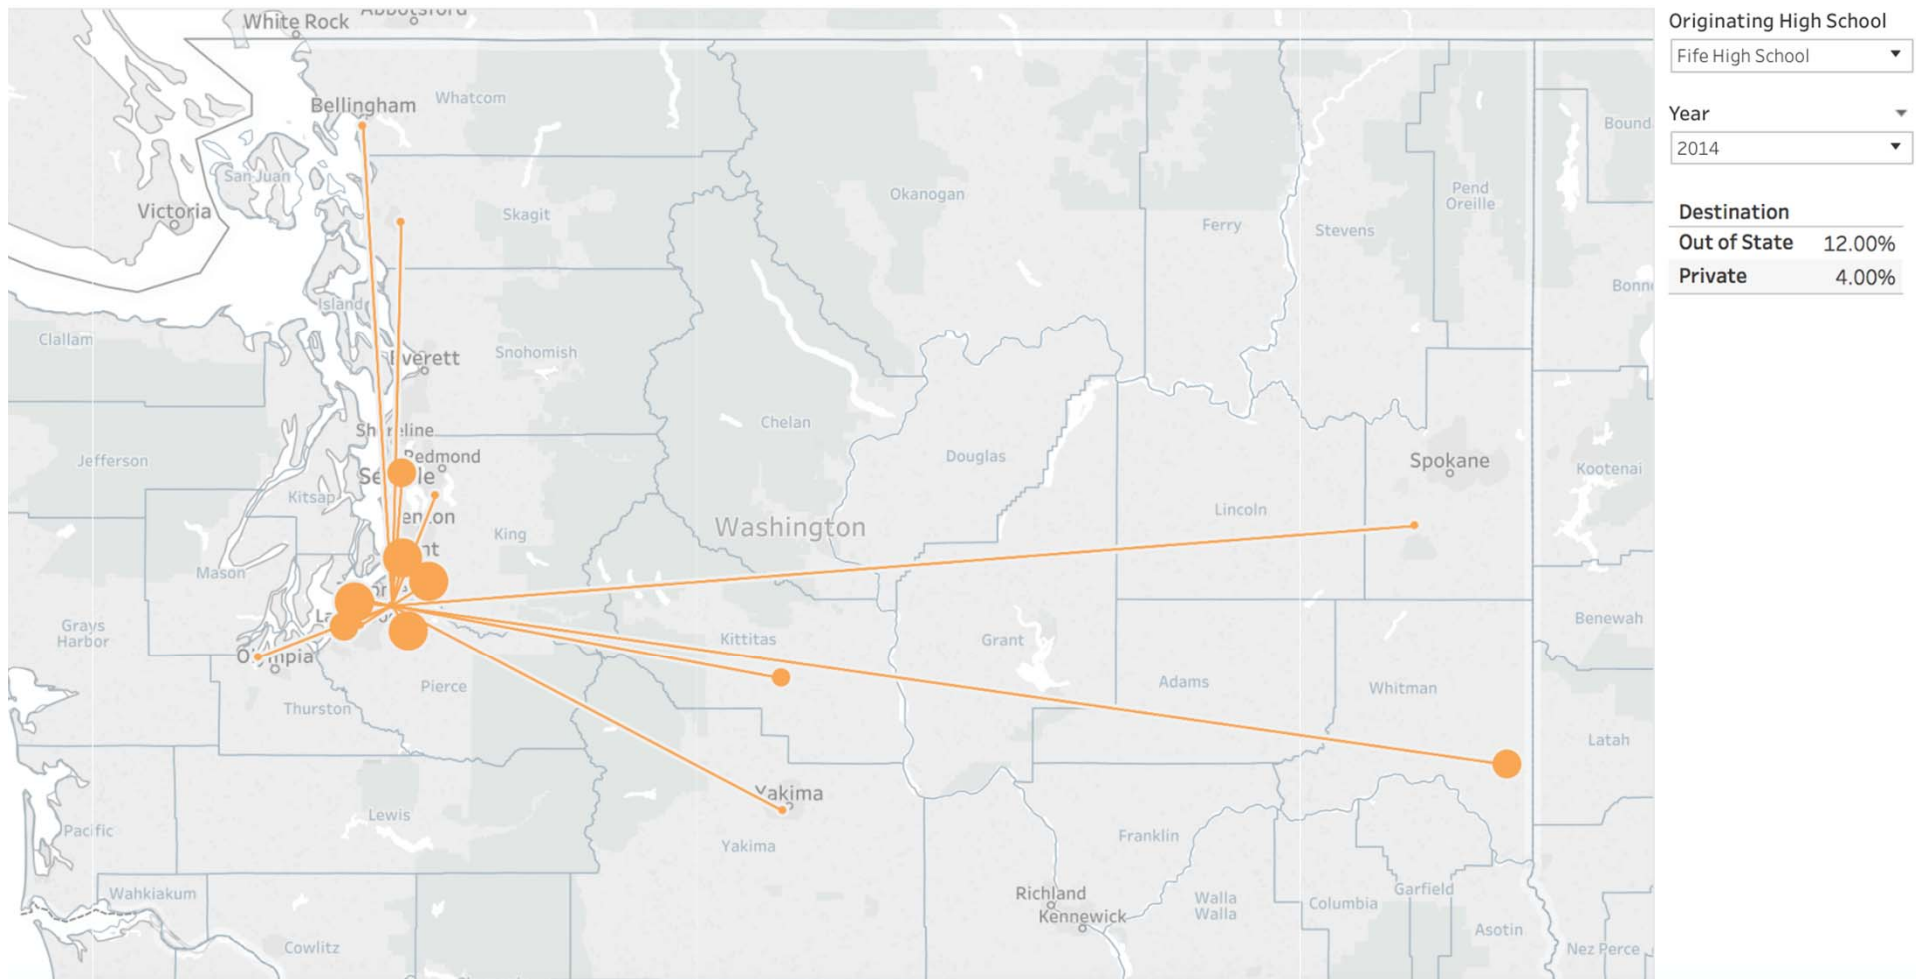 White Rock
Abbotsford
Bellingham
Whatcom
San Juan
Victoria
Skagit
Okanogan
Ferry
Stevens
Pend
Oreille
Bound
Island
Clallam
Everett
Snohomish
Bonn
Chelan
Jefferson
Redmond
Kitsap
King
Douglas
Spokane
Kootenai
Lincoln
Washington
Mason
Grays
Harbor
Kittitas
Grant
Benewah
Pierce
Thurston
Adams
Whitman
Latah
Yakima
Lewis
Pacific
Yakima
Franklin
Wahkiakum
Richland
Kennewick
Walla
Walla
Columbia
Garfield
Asotin
Cowlitz
Nez Perce
Originating High School
Fife High School
Year
2014
Destination
Out of State 12.00%
Private 4.00%